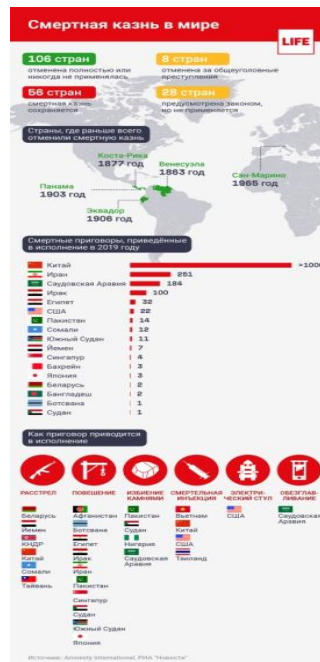 Смертная казнь в мире
LIFE
106 стран
отменена полностью или
никогда не применялась
8 стран
отменена за общеуголовные
преступления
56 стран
смертная казнь
сохраняется
28 стран
предусмотрена законом,
но не применяется
Страны, где раньше всего
отменили смертную казнь
Коста-Рика
1877 год
Венесуэла
1863 год
Сан-Марино
1865 год
Панама
1903 год
Эквадор
1906 год
Смертные приговоры, приведённые
в исполнение в 2019 году
Китай >1000
Иран 251
Саудовская Аравия 184
Ирак 100
Египет 32
США 22
Пакистан 14
Сомали 12
Южный Судан 11
Йемен 7
Сингапур 4
Бахрейн 3
Япония 3
Беларусь 2
Бангладеш 2
Ботсвана 1
Судан 1
Как приговор приводится
в исполнение
РАССТРЕЛ
Беларусь
Йемен
КНДР
Китай
Сомали
Тайвань
ПОВЕШЕНИЕ
Афганистан
Ботсвана
Египет
Ирак
Иран
Пакистан
Сингапур
Судан
Южный Судан
Япония
ИЗБИЕНИЕ
КАМНЯМИ
Пакистан
Судан
Нигерия
Саудовская
Аравия
СМЕРТЕЛЬНАЯ
ИНЪЕКЦИЯ
Вьетнам
Китай
США
Таиланд
ЭЛЕКТРИ-
ЧЕСКИЙ СТУЛ
США
ОБЕЗГЛАВ-
ЛИВАНИЕ
Саудовская
Аравия
Источники: Amnesty International, РИА "Новости"